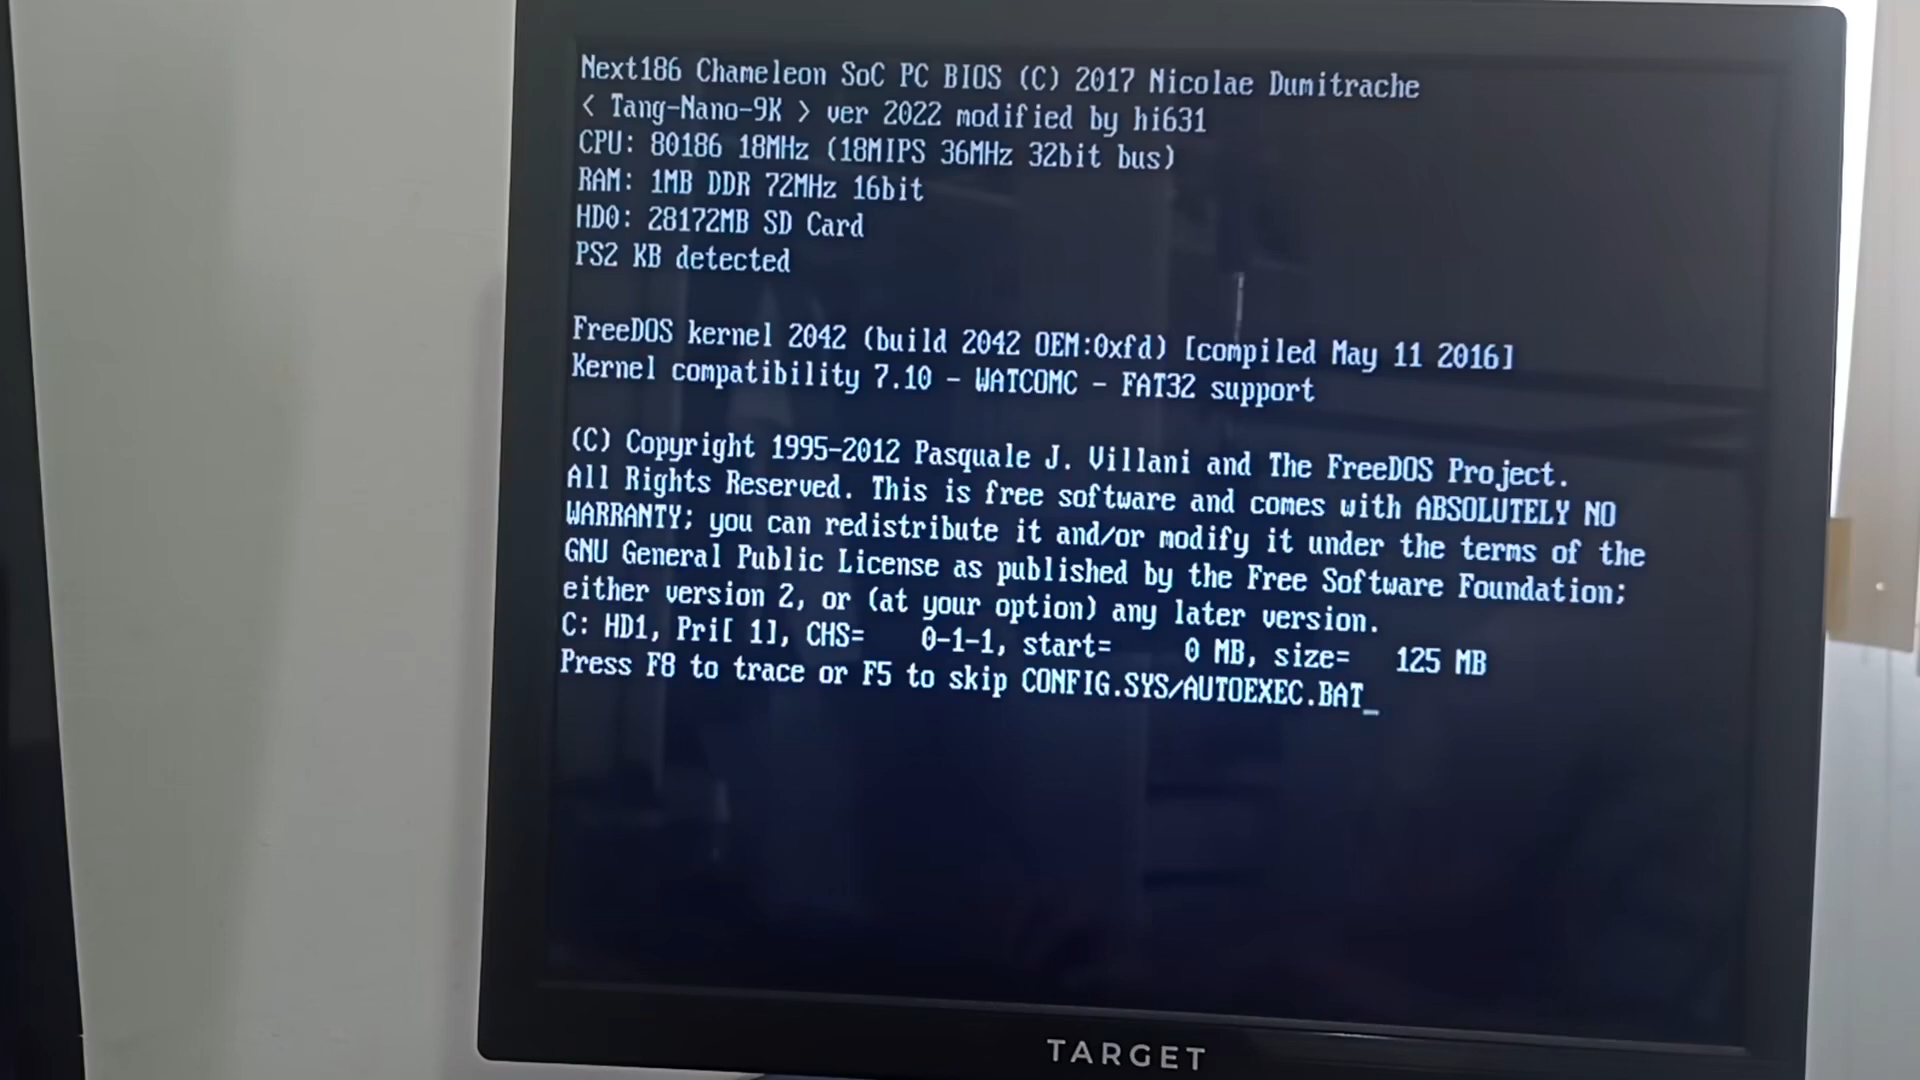 Next186 Chameleon SoC PC BIOS (C) 2017 Nicolae Dumitrache
< Tang-Nano-9K > ver 2022 modified by hi631
CPU: 80186 18MHz (18MIPS 36MHz 32bit bus)
RAM: 1MB DDR 72MHz 16bit
HD0: 28172MB SD Card
PS2 KB detected
FreeDOS kernel 2042 (build 2042 OEM:0xfd) [compiled May 11 2016]
Kernel compatibility 7.10 - WATCOMC - FAT32 support
(C) Copyright 1995-2012 Pasquale J. Villani and The FreeDOS Project.
All Rights Reserved. This is free software and comes with ABSOLUTELY NO
WARRANTY; you can redistribute it and/or modify it under the terms of the
GNU General Public License as published by the Free Software Foundation;
either version 2, or (at your option) any later version.
C: HD1, Pri[ 1], CHS=    0-1-1, start=     0 MB, size=   125 MB
Press F8 to trace or F5 to skip CONFIG.SYS/AUTOEXEC.BAT_
TARGET